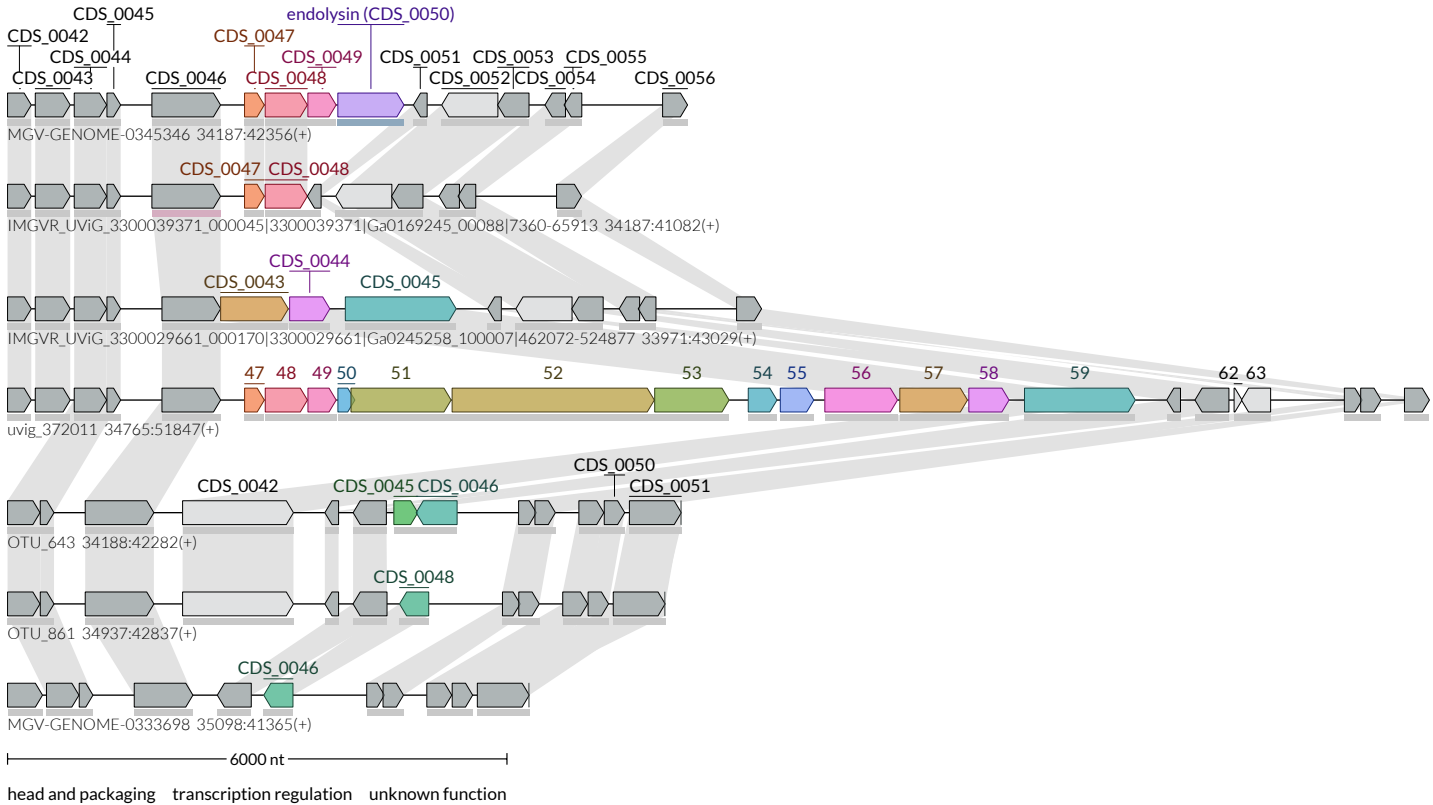 CDS_0045 endolysin (CDS_0050)
CDS_0042 CDS_0047
CDS_0044 CDS_0049 CDS_0051 CDS_0053 CDS_0055
CDS_0043 CDS_0046 CDS_0048 CDS_0052 CDS_0054 CDS_0056
MGV-GENOME-0345346 34187:42356(+)
CDS_0047 CDS_0048
IMGVR_UViG_3300039371_000045|3300039371|Ga0169245_00088|7360-65913 34187:41082(+)
CDS_0044
CDS_0043 CDS_0045
IMGVR_UViG_3300029661_000170|3300029661|Ga0245258_100007|462072-524877 33971:43029(+)
47 48 49 50 51 52 53 54 55 56 57 58 59 62 63
uvig_372011 34765:51847(+)
CDS_0050
CDS_0042 CDS_0045 CDS_0046 CDS_0051
OTU_643 34188:42282(+)
CDS_0048
OTU_861 34937:42837(+)
CDS_0046
MGV-GENOME-0333698 35098:41365(+)
6000 nt
head and packaging transcription regulation unknown function